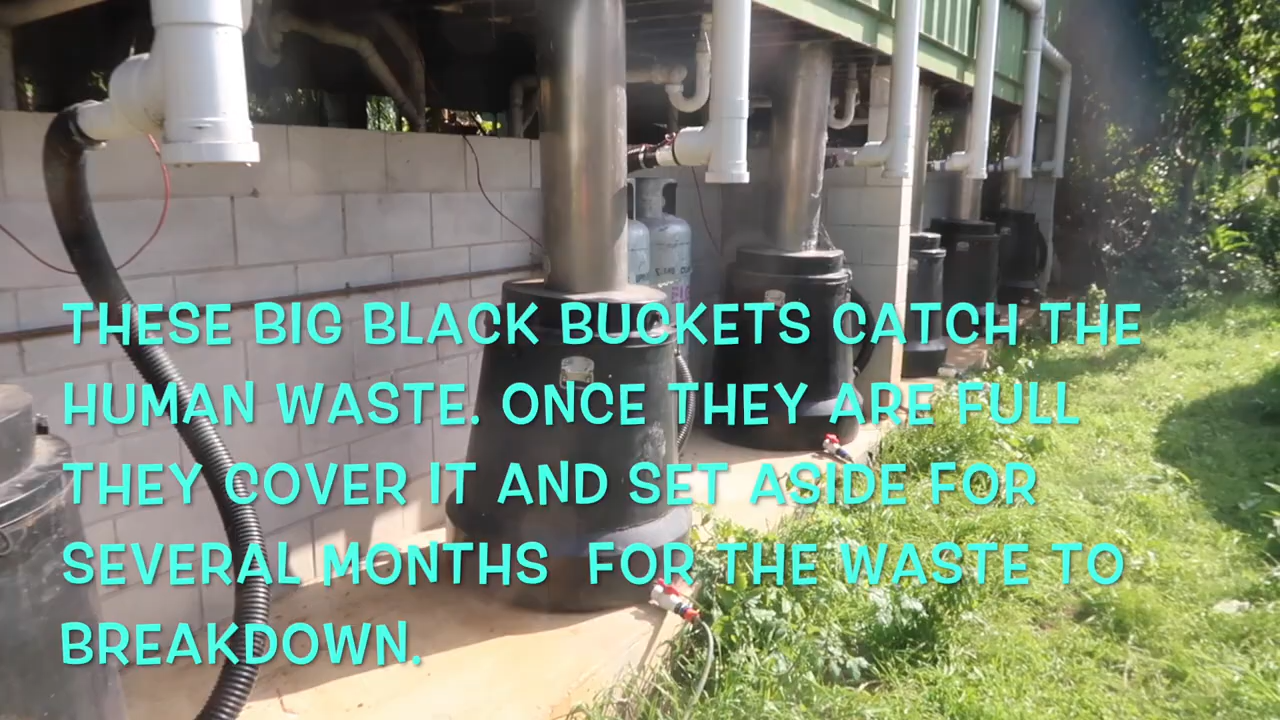 THESE BIG BLACK BUCKETS CATCH THE
HUMAN WASTE. ONCE THEY ARE FULL
THEY COVER IT AND SET ASIDE FOR
SEVERAL MONTHS  FOR THE WASTE TO
BREAKDOWN.